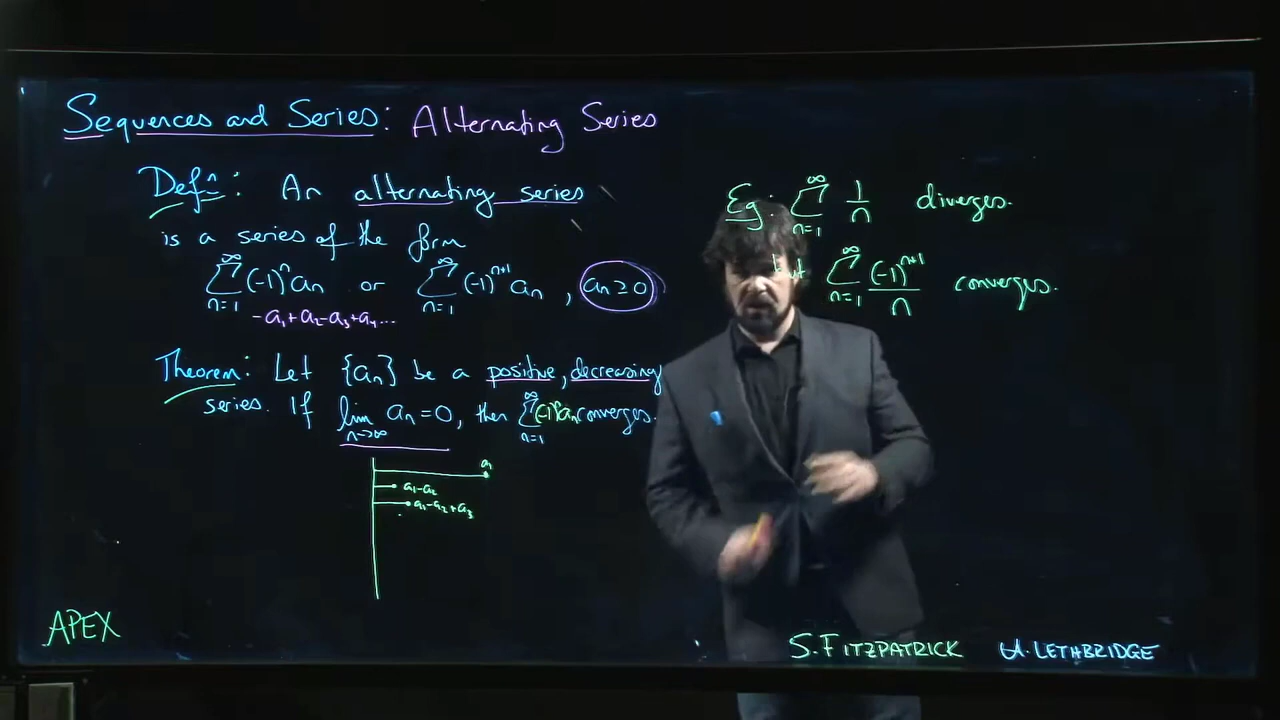 Sequences and Series: Alternating Series
Defn: An alternating series
is a series of the form
∑_{n=1}^{∞} (-1)^n a_n or ∑_{n=1}^{∞} (-1)^{n+1} a_n , a_n ≥ 0
-a_1+a_2-a_3+a_4...
Theorem: Let {a_n} be a positive, decreasing
series. If lim_{n→∞} a_n = 0, then ∑_{n=1}^{∞} (-1)^n a_n converges.
a_1
a_1-a_2
a_1-a_2+a_3
Eg: ∑_{n=1}^{∞} 1/n diverges.
but ∑_{n=1}^{∞} (-1)^{n+1}/n converges.
APEX
S. FITZPATRICK U. LETHBRIDGE